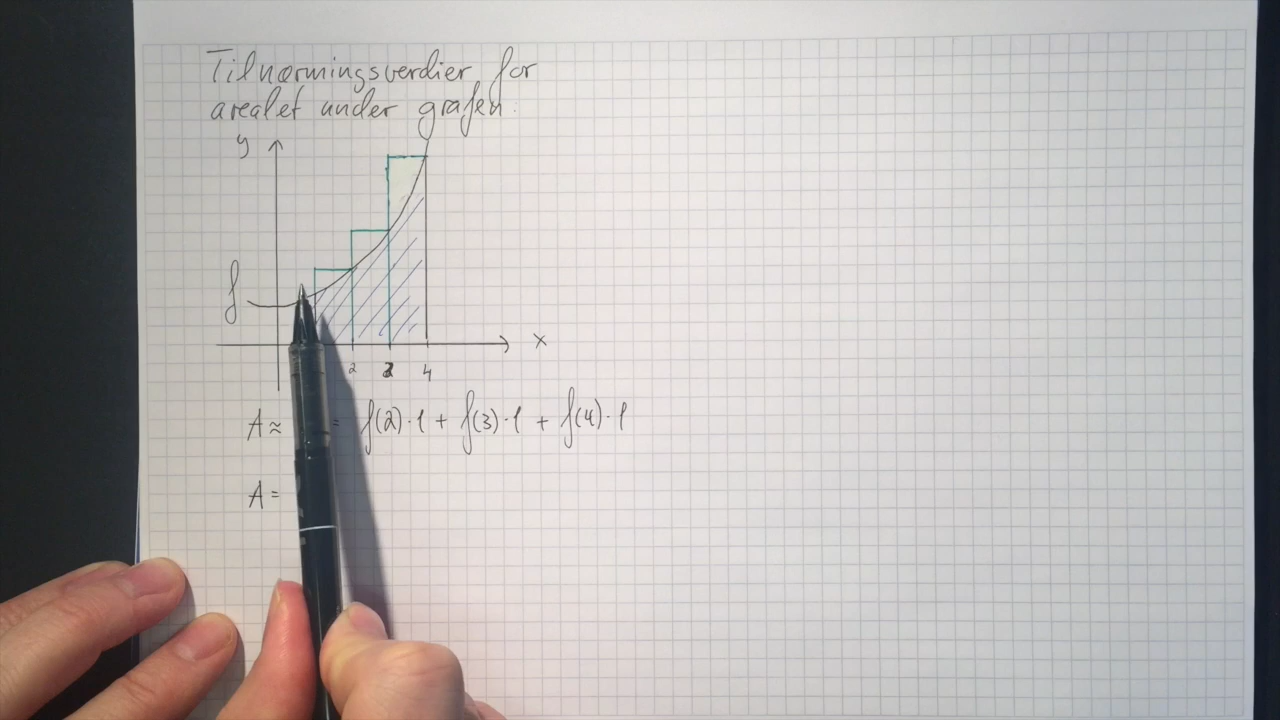 Tilnærmingsverdier for
arealet under grafen.
y
f
x
2 3 4
A ≈ = f(2)·1 + f(3)·1 + f(4)·1
A =